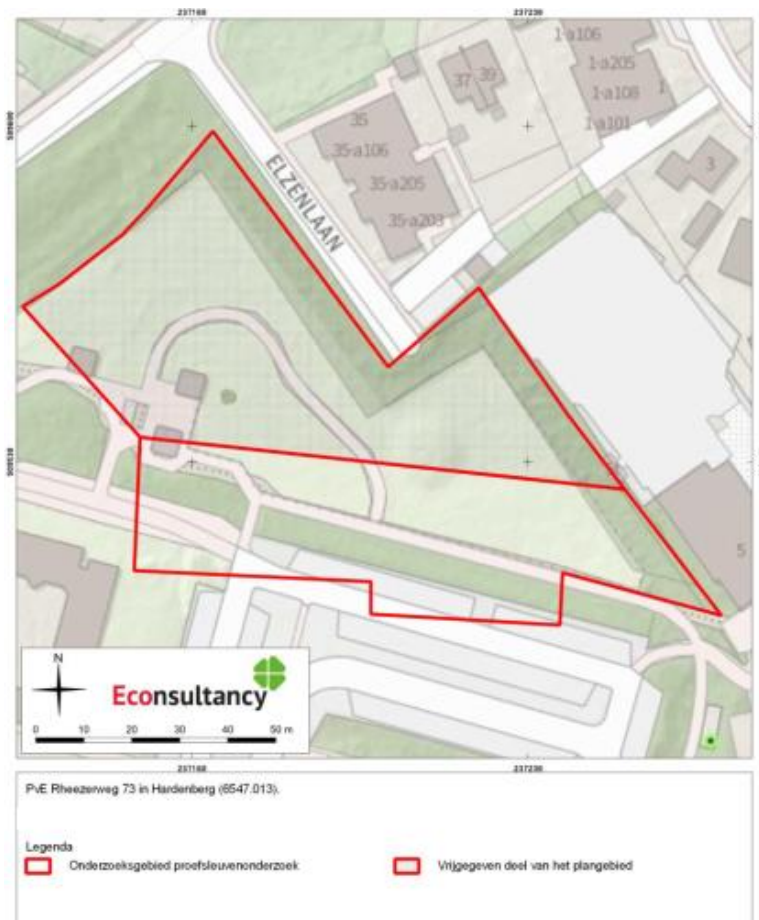 237160 237230
1-a106
1-a205
1-a108 1
1-a101
37 39
35
35-a106
35-a205
35-a203
3
ELZENLAAN
5
N
Econsultancy
0 10 20 30 40 50 m
237160 237230
PvE Rheezerweg 73 in Hardenberg (6547.013).
Legenda
Onderzoeksgebied proefsleuvenonderzoek Vrijgegeven deel van het plangebied